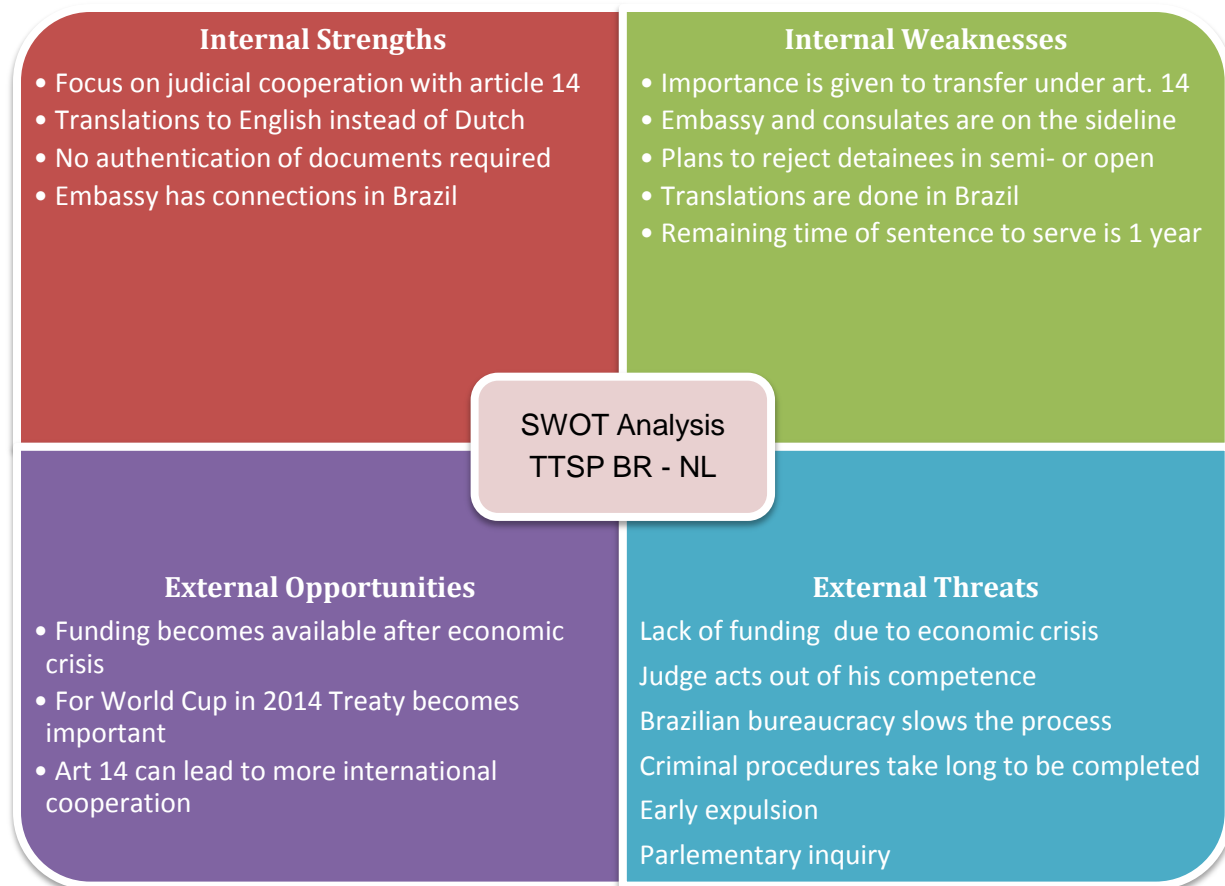 Internal Strengths
• Focus on judicial cooperation with article 14
• Translations to English instead of Dutch
• No authentication of documents required
• Embassy has connections in Brazil
Internal Weaknesses
• Importance is given to transfer under art. 14
• Embassy and consulates are on the sideline
• Plans to reject detainees in semi- or open
• Translations are done in Brazil
• Remaining time of sentence to serve is 1 year
SWOT Analysis
TTSP BR - NL
External Opportunities
• Funding becomes available after economic
crisis
• For World Cup in 2014 Treaty becomes
important
• Art 14 can lead to more international
cooperation
External Threats
Lack of funding due to economic crisis
Judge acts out of his competence
Brazilian bureaucracy slows the process
Criminal procedures take long to be completed
Early expulsion
Parlementary inquiry